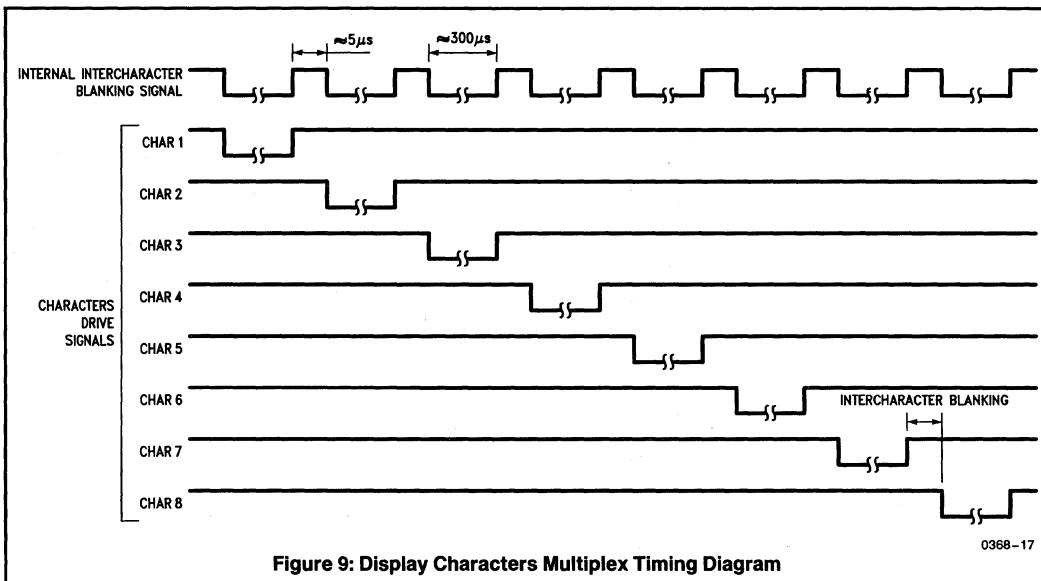 ≈5μs
≈300μs
INTERNAL INTERCHARACTER
BLANKING SIGNAL
CHAR 1
CHAR 2
CHAR 3
CHAR 4
CHARACTERS
DRIVE
SIGNALS
CHAR 5
CHAR 6
INTERCHARACTER BLANKING
CHAR 7
CHAR 8
0368-17
Figure 9: Display Characters Multiplex Timing Diagram